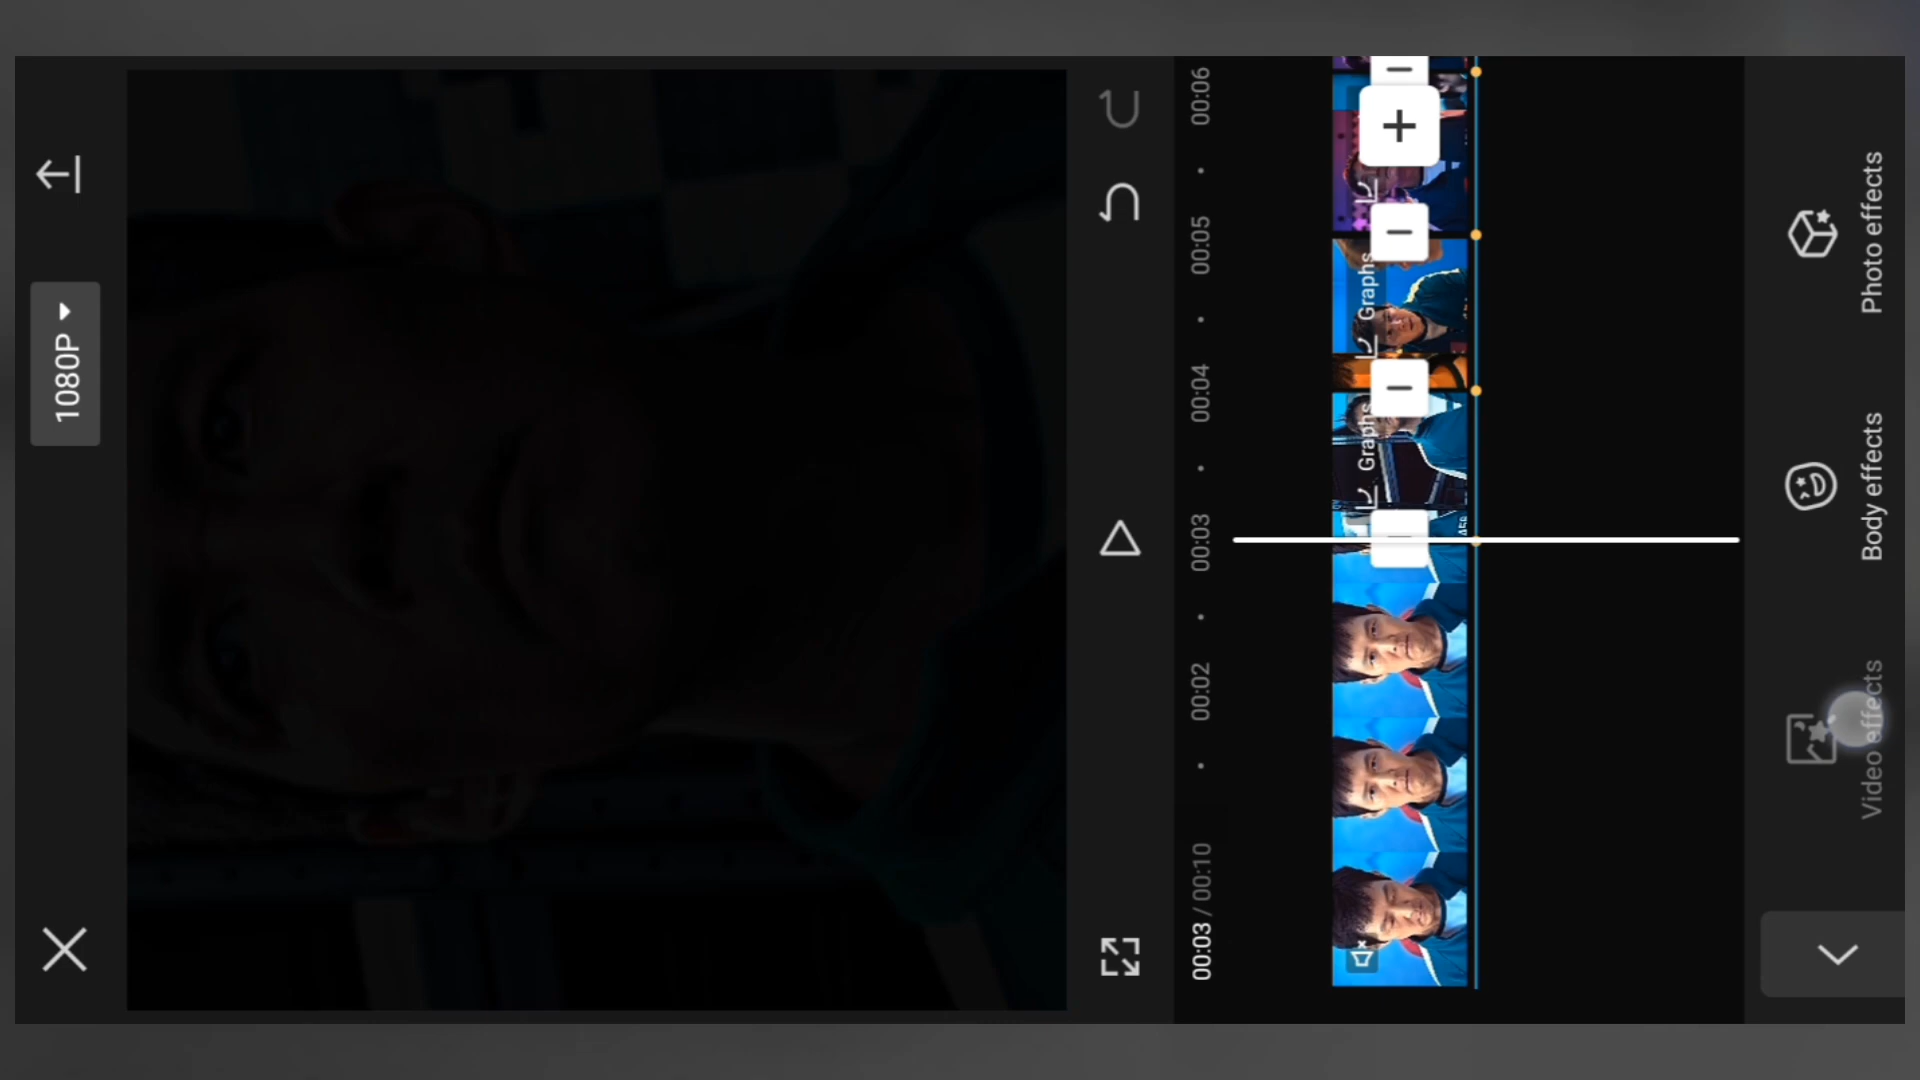 1080P
00:03 / 00:10
00:02
00:03
00:04
00:05
00:06
Graphs
Graphs
Video effects
Body effects
Photo effects